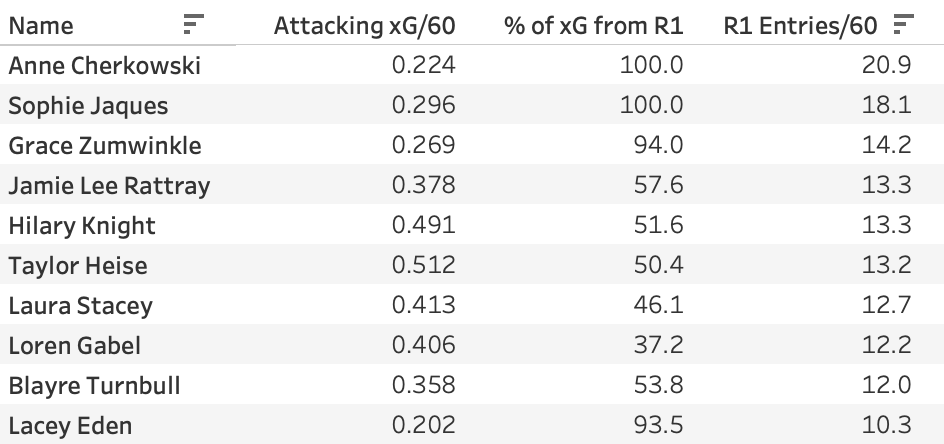 Name Attacking xG/60 % of xG from R1 R1 Entries/60
Anne Cherkowski 0.224 100.0 20.9
Sophie Jaques 0.296 100.0 18.1
Grace Zumwinkle 0.269 94.0 14.2
Jamie Lee Rattray 0.378 57.6 13.3
Hilary Knight 0.491 51.6 13.3
Taylor Heise 0.512 50.4 13.2
Laura Stacey 0.413 46.1 12.7
Loren Gabel 0.406 37.2 12.2
Blayre Turnbull 0.358 53.8 12.0
Lacey Eden 0.202 93.5 10.3